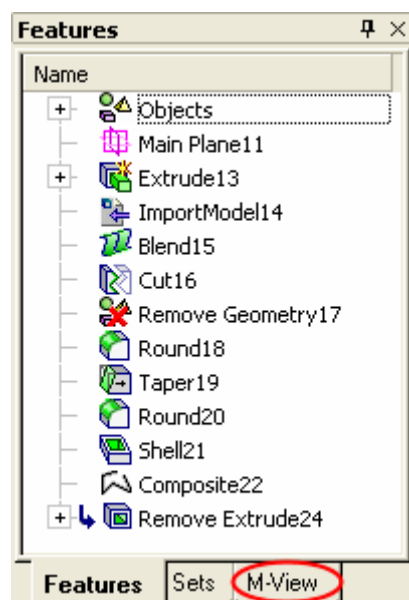 Features
Name
Objects
Main Plane11
Extrude13
ImportModel14
Blend15
Cut16
Remove Geometry17
Round18
Taper19
Round20
Shell21
Composite22
Remove Extrude24
Features Sets M-View